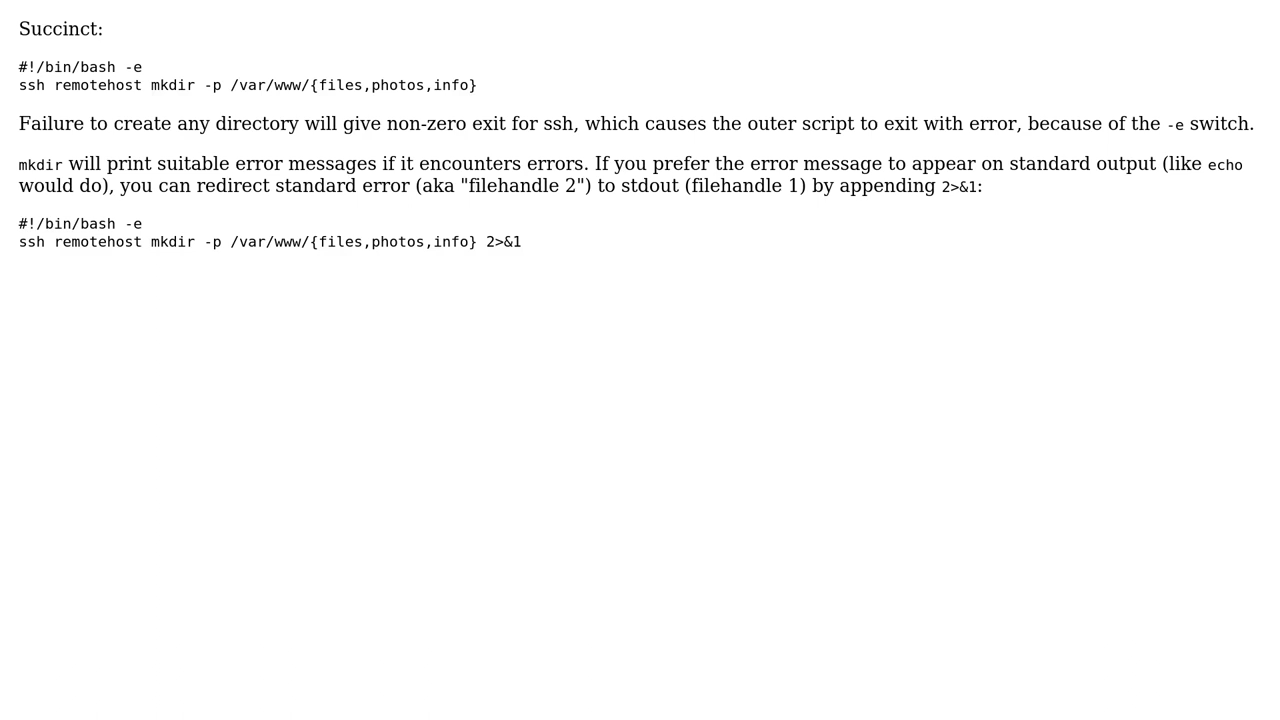 Succinct:
#!/bin/bash -e
ssh remotehost mkdir -p /var/www/{files,photos,info}
Failure to create any directory will give non-zero exit for ssh, which causes the outer script to exit with error, because of the -e switch.
mkdir will print suitable error messages if it encounters errors. If you prefer the error message to appear on standard output (like echo
would do), you can redirect standard error (aka "filehandle 2") to stdout (filehandle 1) by appending 2>&1:
#!/bin/bash -e
ssh remotehost mkdir -p /var/www/{files,photos,info} 2>&1